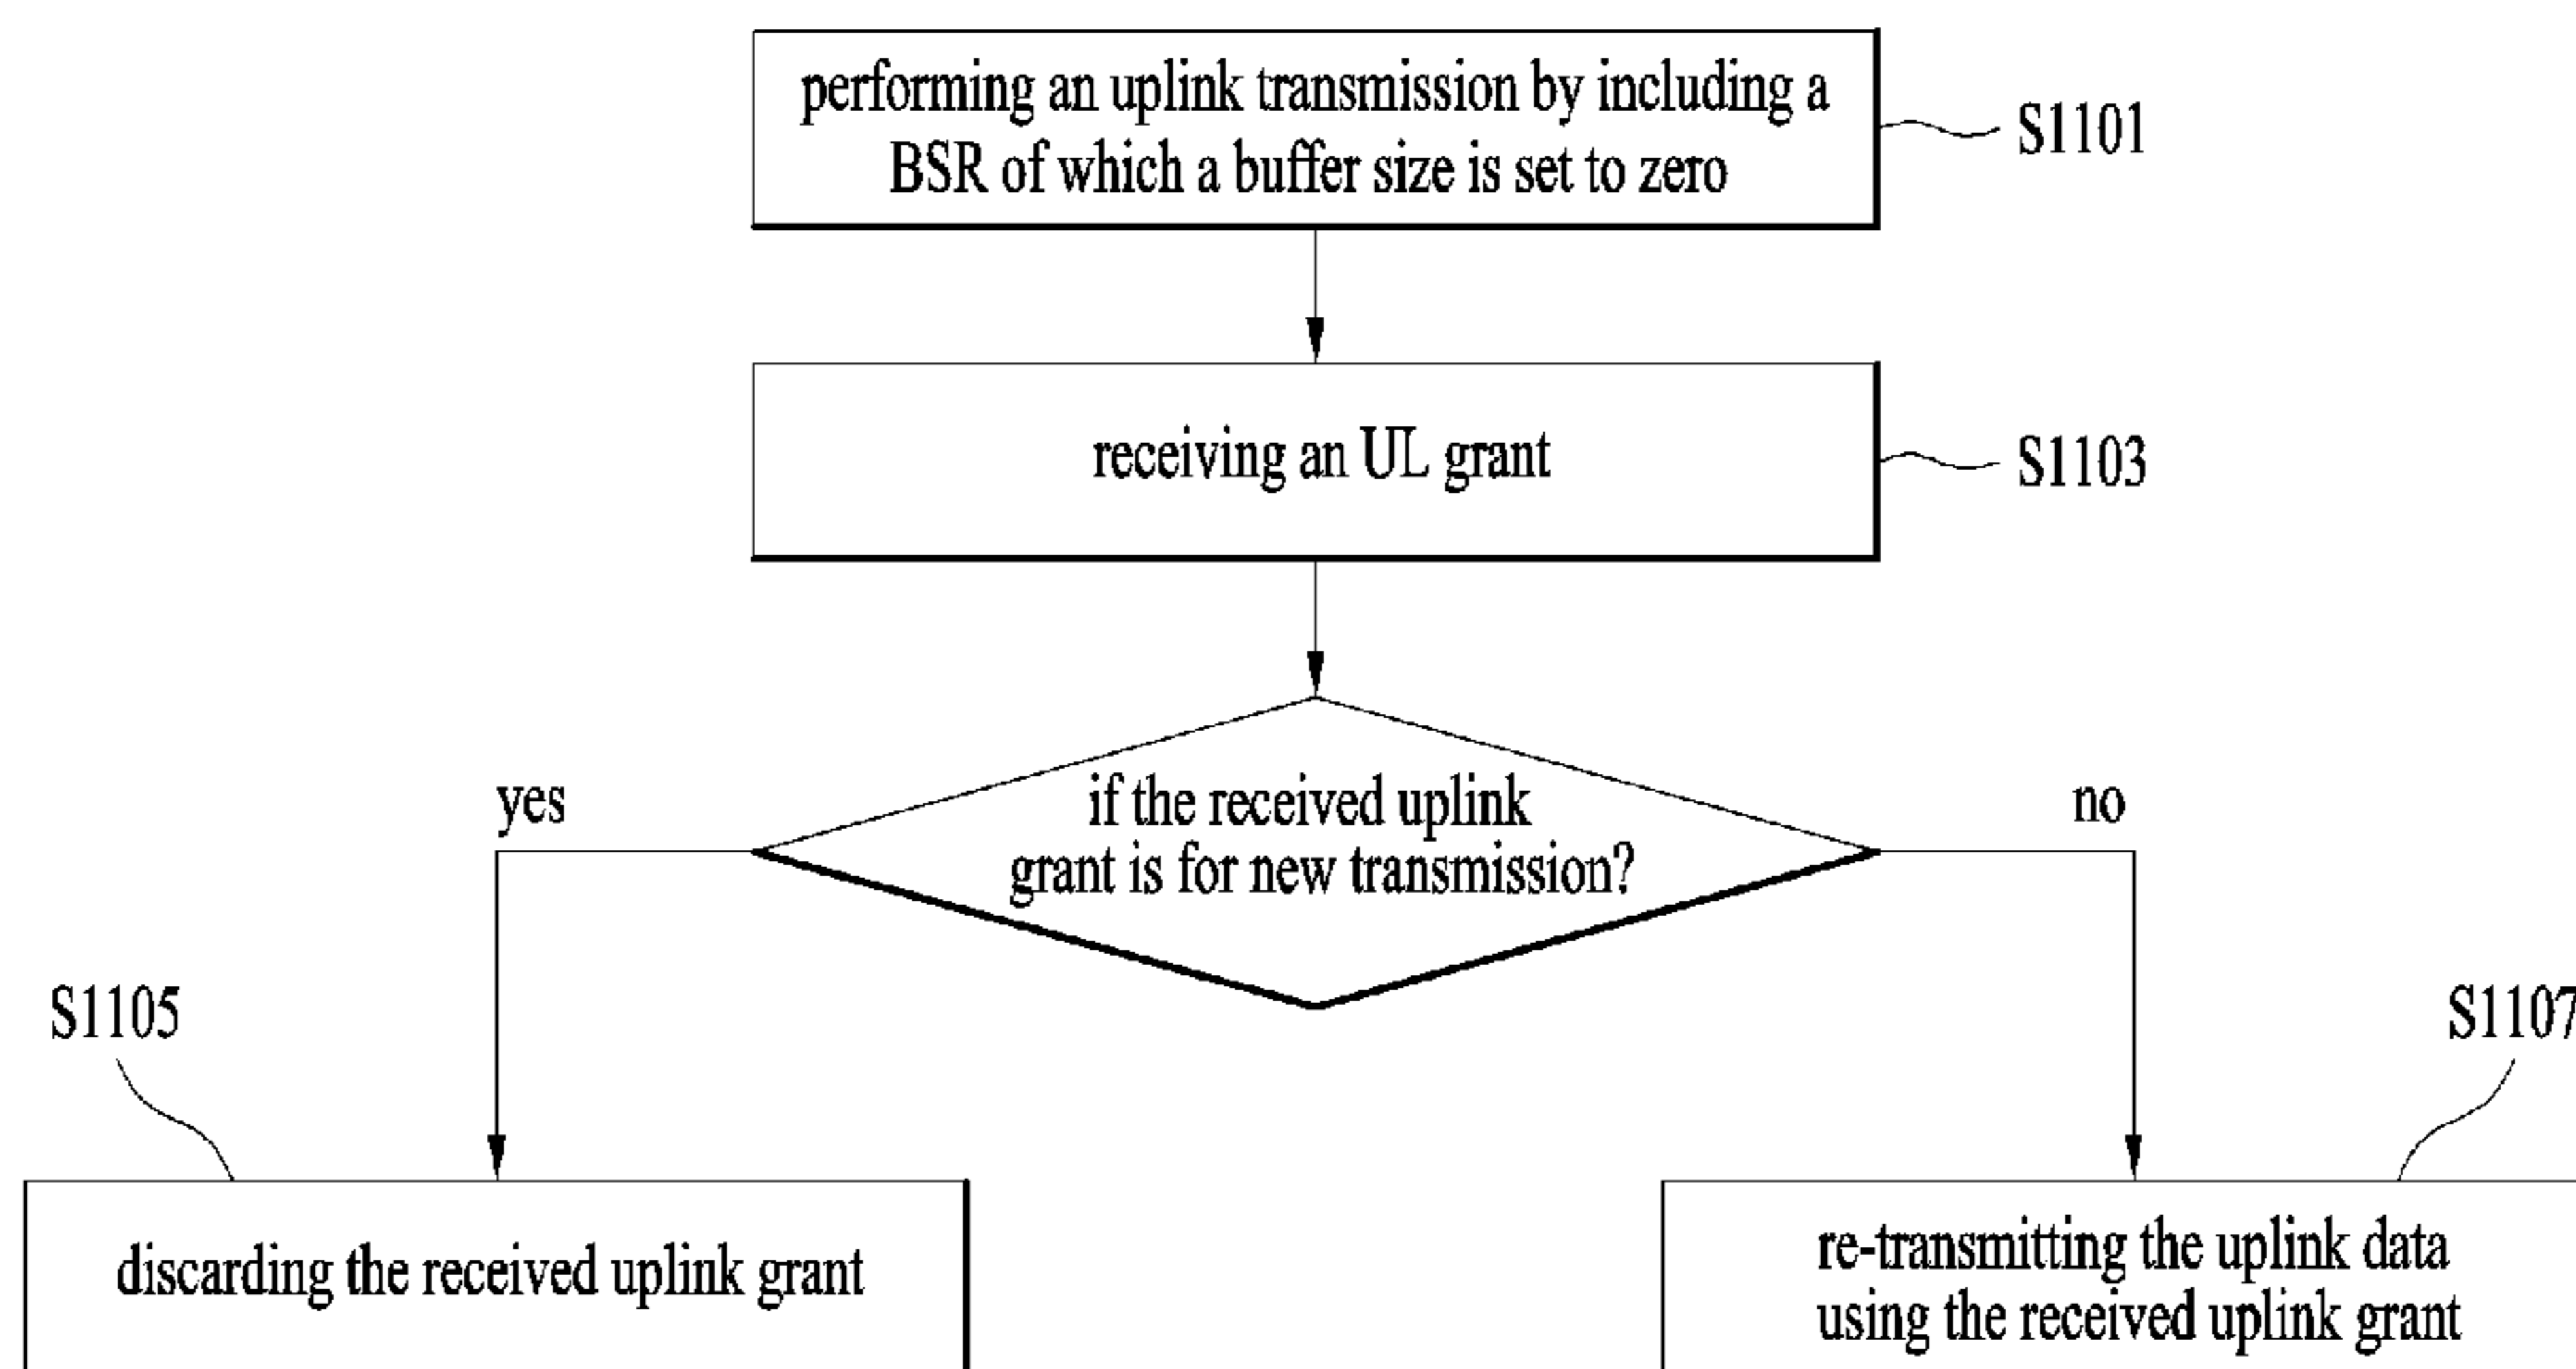 performing an uplink transmission by including a
BSR of which a buffer size is set to zero
S1101
receiving an UL grant
S1103
if the received uplink
grant is for new transmission?
yes
no
S1105
S1107
discarding the received uplink grant
re-transmitting the uplink data
using the received uplink grant